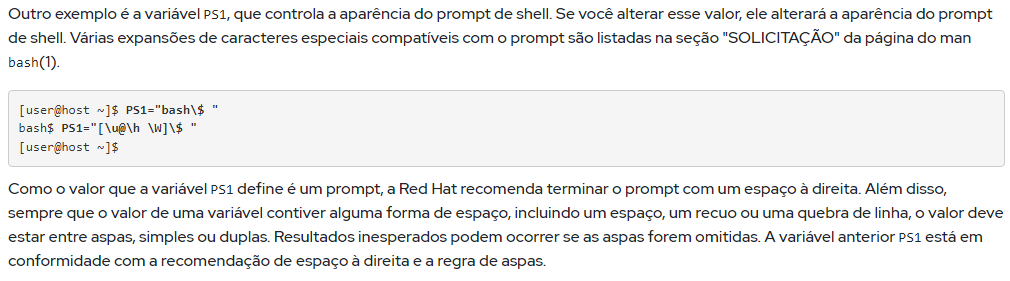 Outro exemplo é a variável PS1, que controla a aparência do prompt de shell. Se você alterar esse valor, ele alterará a aparência do prompt
de shell. Várias expansões de caracteres especiais compatíveis com o prompt são listadas na seção "SOLICITAÇÃO" da página do man
bash(1).
[user@host ~]$ PS1="bash\$ "
bash$ PS1="[\u@\h \W]\$ "
[user@host ~]$
Como o valor que a variável PS1 define é um prompt, a Red Hat recomenda terminar o prompt com um espaço à direita. Além disso,
sempre que o valor de uma variável contiver alguma forma de espaço, incluindo um espaço, um recuo ou uma quebra de linha, o valor deve
estar entre aspas, simples ou duplas. Resultados inesperados podem ocorrer se as aspas forem omitidas. A variável anterior PS1 está em
conformidade com a recomendação de espaço à direita e a regra de aspas.